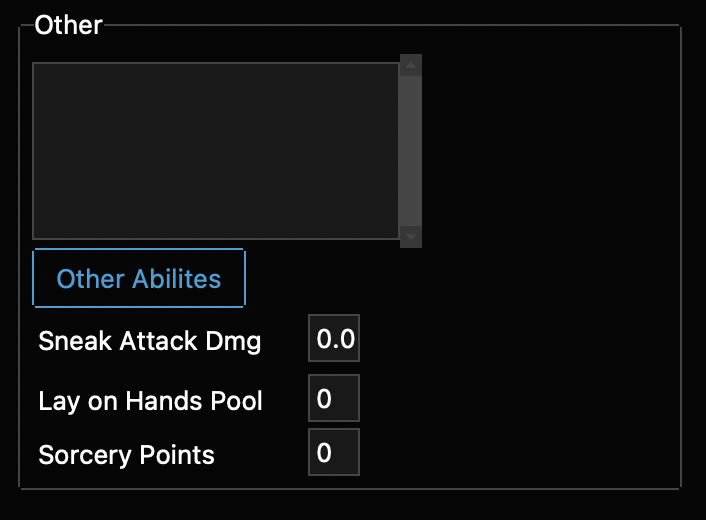 Other
Other Abilites
Sneak Attack Dmg 0.0
Lay on Hands Pool 0
Sorcery Points 0